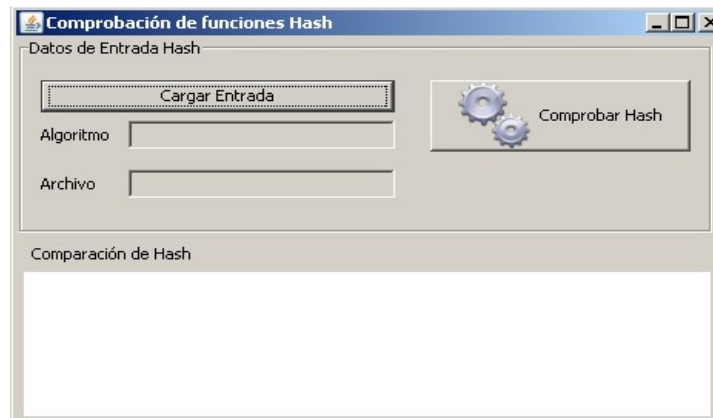 Comprobación de funciones Hash
Datos de Entrada Hash
Cargar Entrada
Comprobar Hash
Algoritmo
Archivo
Comparación de Hash